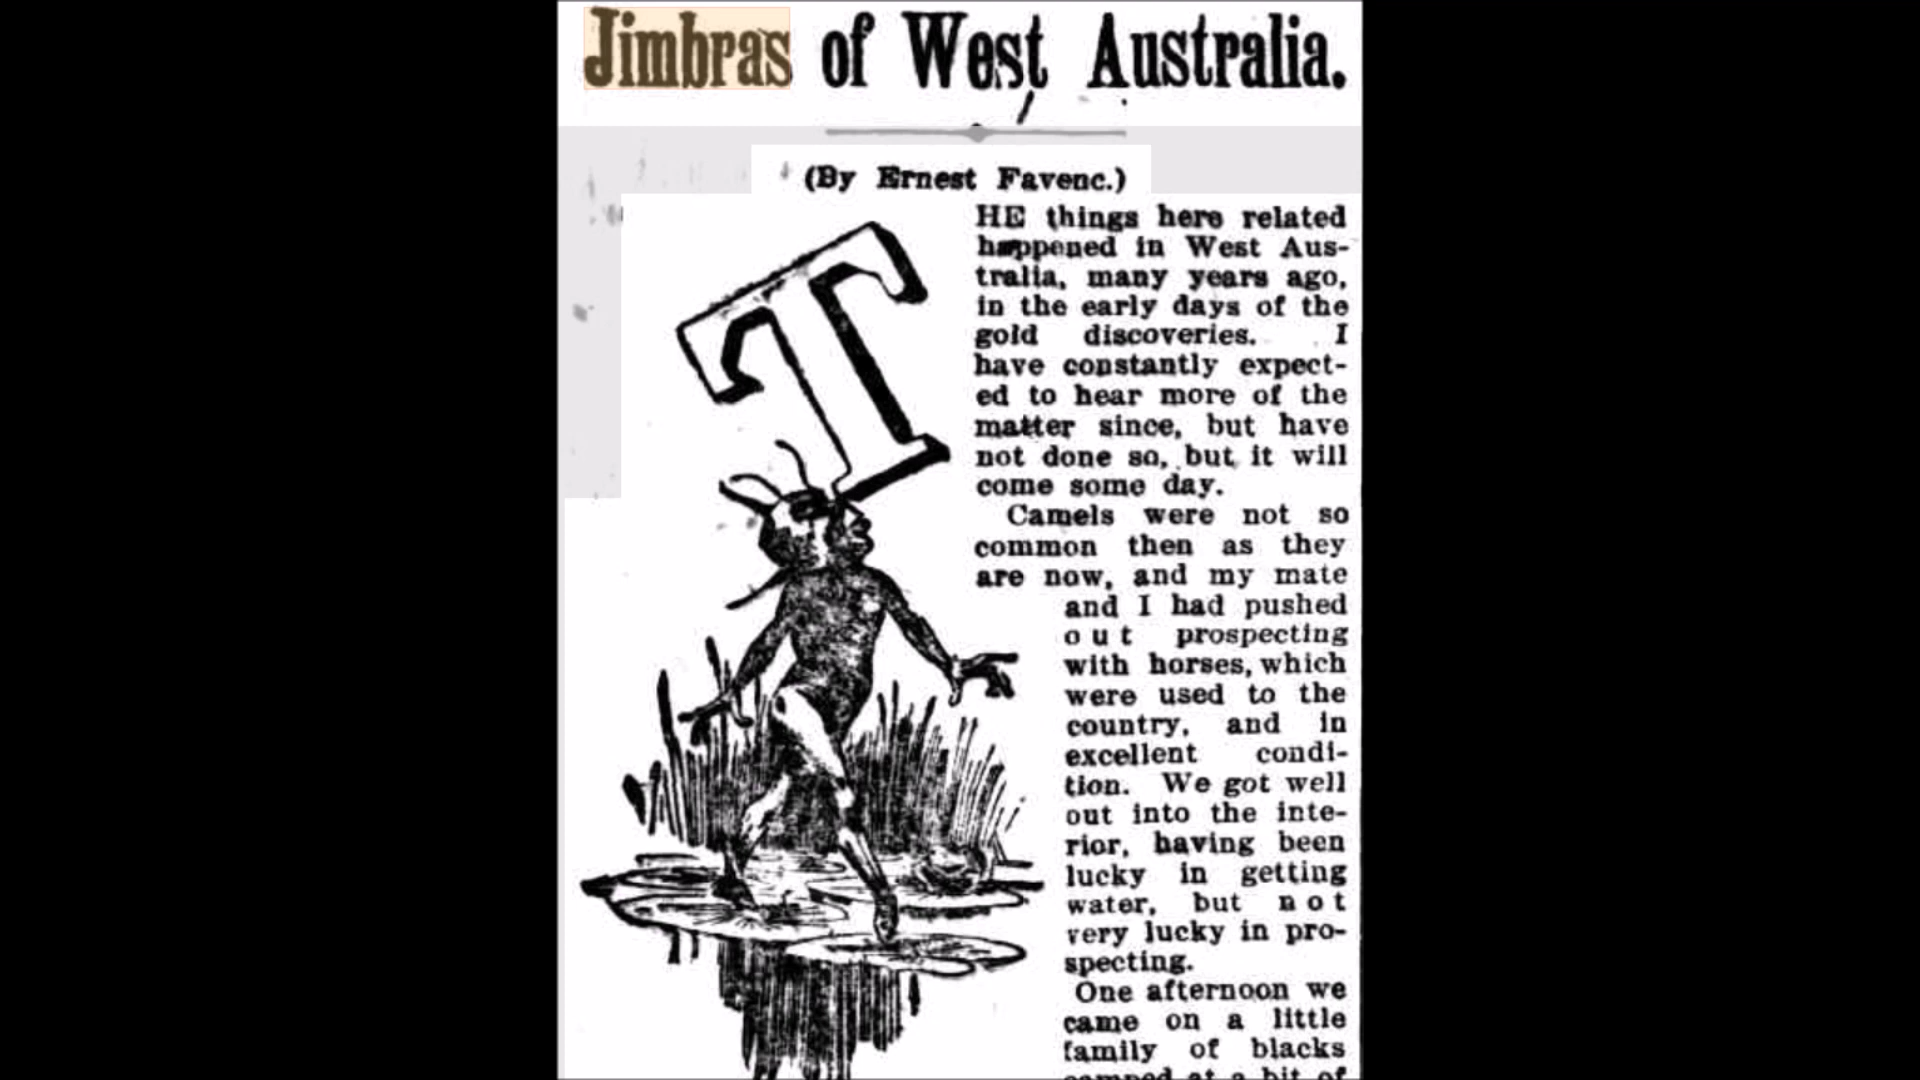 Jimbras of West Australia.
(By Ernest Favenc.)
THE things here related
happened in West Aus-
tralia, many years ago,
in the early days of the
gold discoveries. I
have constantly expect-
ed to hear more of the
matter since, but have
not done so, but it will
come some day.
Camels were not so
common then as they
are now, and my mate
and I had pushed
out prospecting
with horses, which
were used to the
country, and in
excellent condi-
tion. We got well
out into the inte-
rior, having been
lucky in getting
water, but not
very lucky in pro-
specting.
One afternoon we
came on a little
family of blacks
camped at a bit of